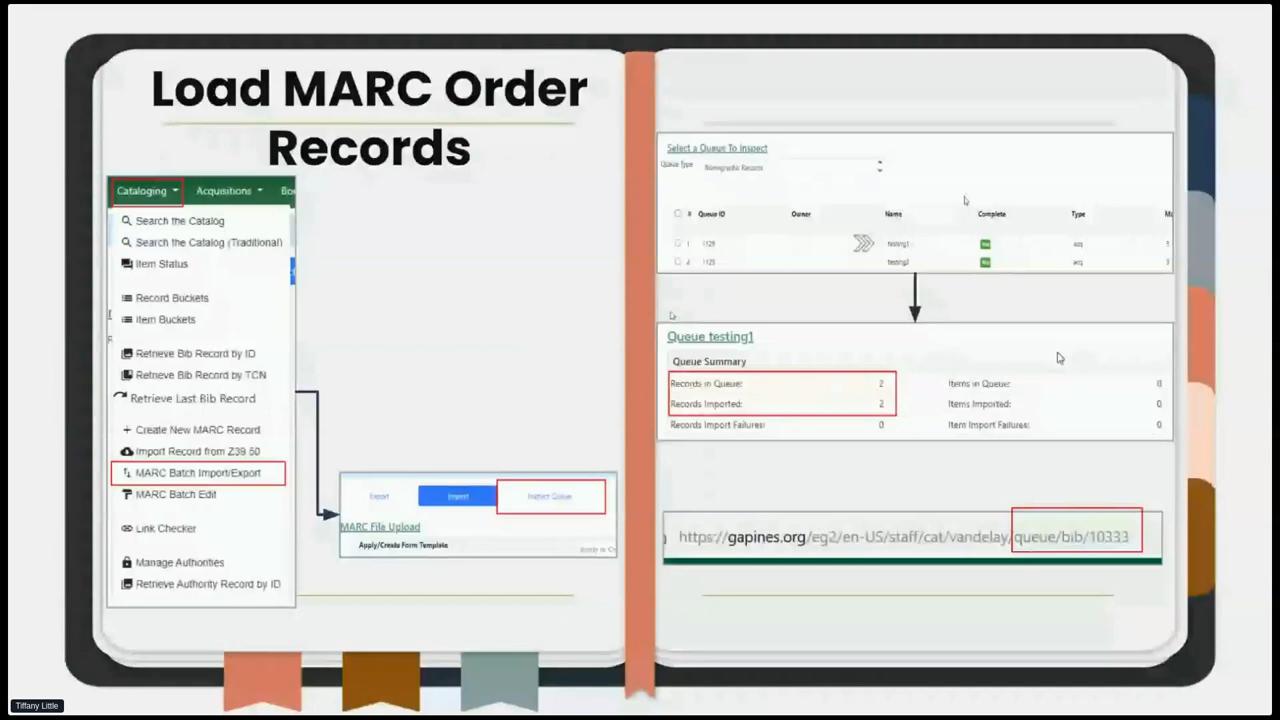 Load MARC Order
Records
Cataloging
Acquisitions
Search the Catalog
Search the Catalog (Traditional)
Item Status
Record Buckets
Item Buckets
Retrieve Bib Record by ID
Retrieve Bib Record by TCN
Retrieve Last Bib Record
Create New MARC Record
Import Record from Z39.50
MARC Batch Import/Export
MARC Batch Edit
Link Checker
Manage Authorities
Retrieve Authority Record by ID
Export Import Inspect Queue
MARC File Upload
Apply/Create Form Template
Select a Queue To Inspect
Queue Type Bibliographic Records
# Queue ID Owner Name Complete Type
1 testing1 acq
2 testing2 acq
Queue testing1
Queue Summary
Records in Queue: 2 Items in Queue: 0
Records Imported: 2 Items Imported: 0
Records Import Failures: 0 Item Import Failures: 0
https://gapines.org/eg2/en-US/staff/cat/vandelay/queue/bib/10333
Tiffany Little